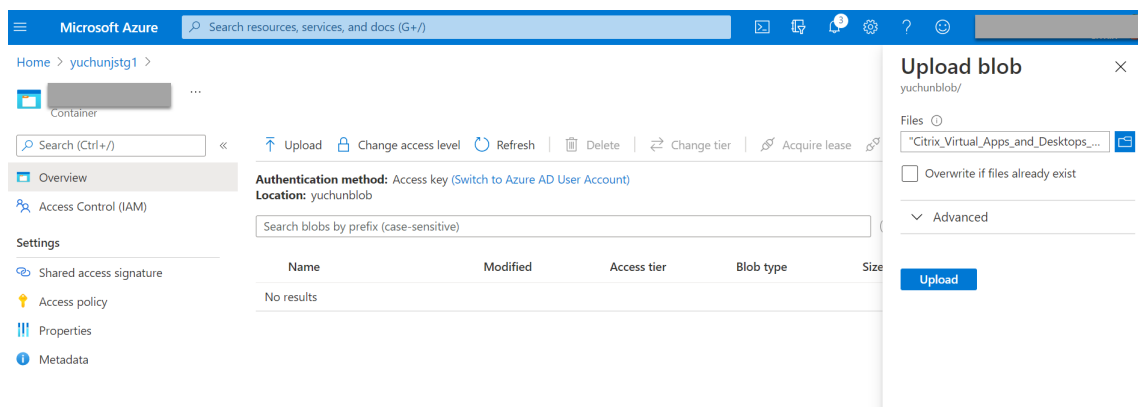 Microsoft Azure
Search resources, services, and docs (G+/)
3
Home > yuchunjstg1 >
...
Container
Search (Ctrl+/)
«
Overview
Access Control (IAM)
Settings
Shared access signature
Access policy
Properties
Metadata
Upload
Change access level
Refresh
Delete
Change tier
Acquire lease
Authentication method: Access key (Switch to Azure AD User Account)
Location: yuchunblob
Search blobs by prefix (case-sensitive)
Name Modified Access tier Blob type Size
No results
Upload blob
yuchunblob/
Files
"Citrix_Virtual_Apps_and_Desktops_...
Overwrite if files already exist
Advanced
Upload